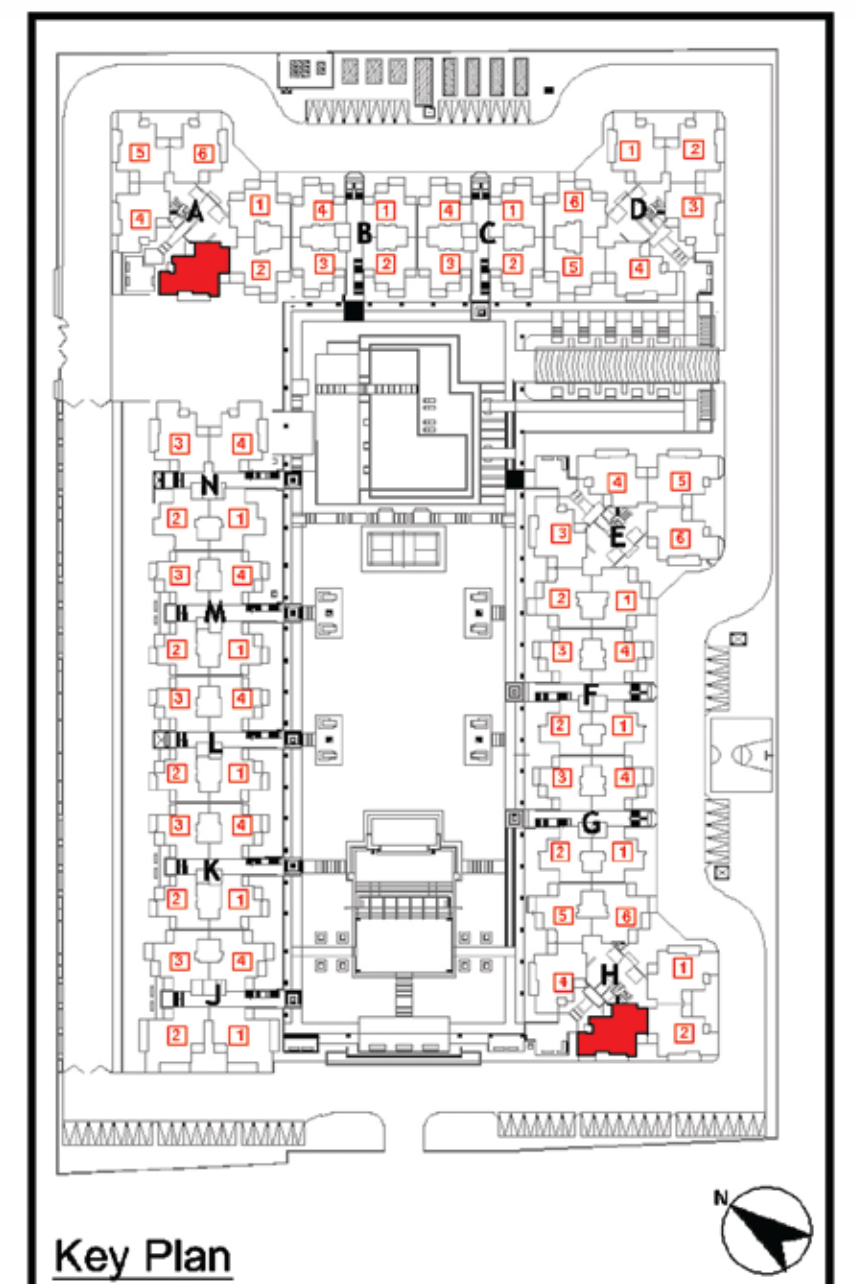 5 6 1 2
4 A 1 4 1 4 1 6 D 3
B C
2 3 2 3 2 5 4
3 4
N 4 5
2 1 3 E 6
3 4 2 1
M 3 4
2 1 F
3 4 2 1
L 3 4
2 1 G
3 4 2 1
K
2 1 5 6
3 4 4 H 1
J
2 1 2
N
Key Plan